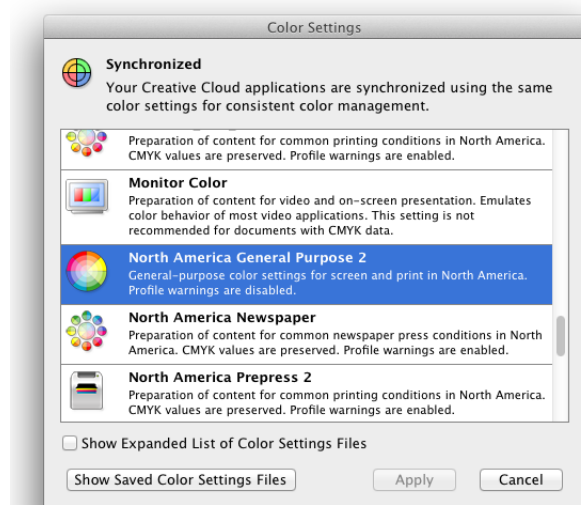 Color Settings
Synchronized
Your Creative Cloud applications are synchronized using the same
color settings for consistent color management.
Preparation of content for common printing conditions in North America.
CMYK values are preserved. Profile warnings are enabled.
Monitor Color
Preparation of content for video and on-screen presentation. Emulates
color behavior of most video applications. This setting is not
recommended for documents with CMYK data.
North America General Purpose 2
General-purpose color settings for screen and print in North America.
Profile warnings are disabled.
North America Newspaper
Preparation of content for common newspaper press conditions in North
America. CMYK values are preserved. Profile warnings are enabled.
North America Prepress 2
Preparation of content for common printing conditions in North America.
CMYK values are preserved. Profile warnings are enabled.
Show Expanded List of Color Settings Files
Show Saved Color Settings Files
Apply
Cancel